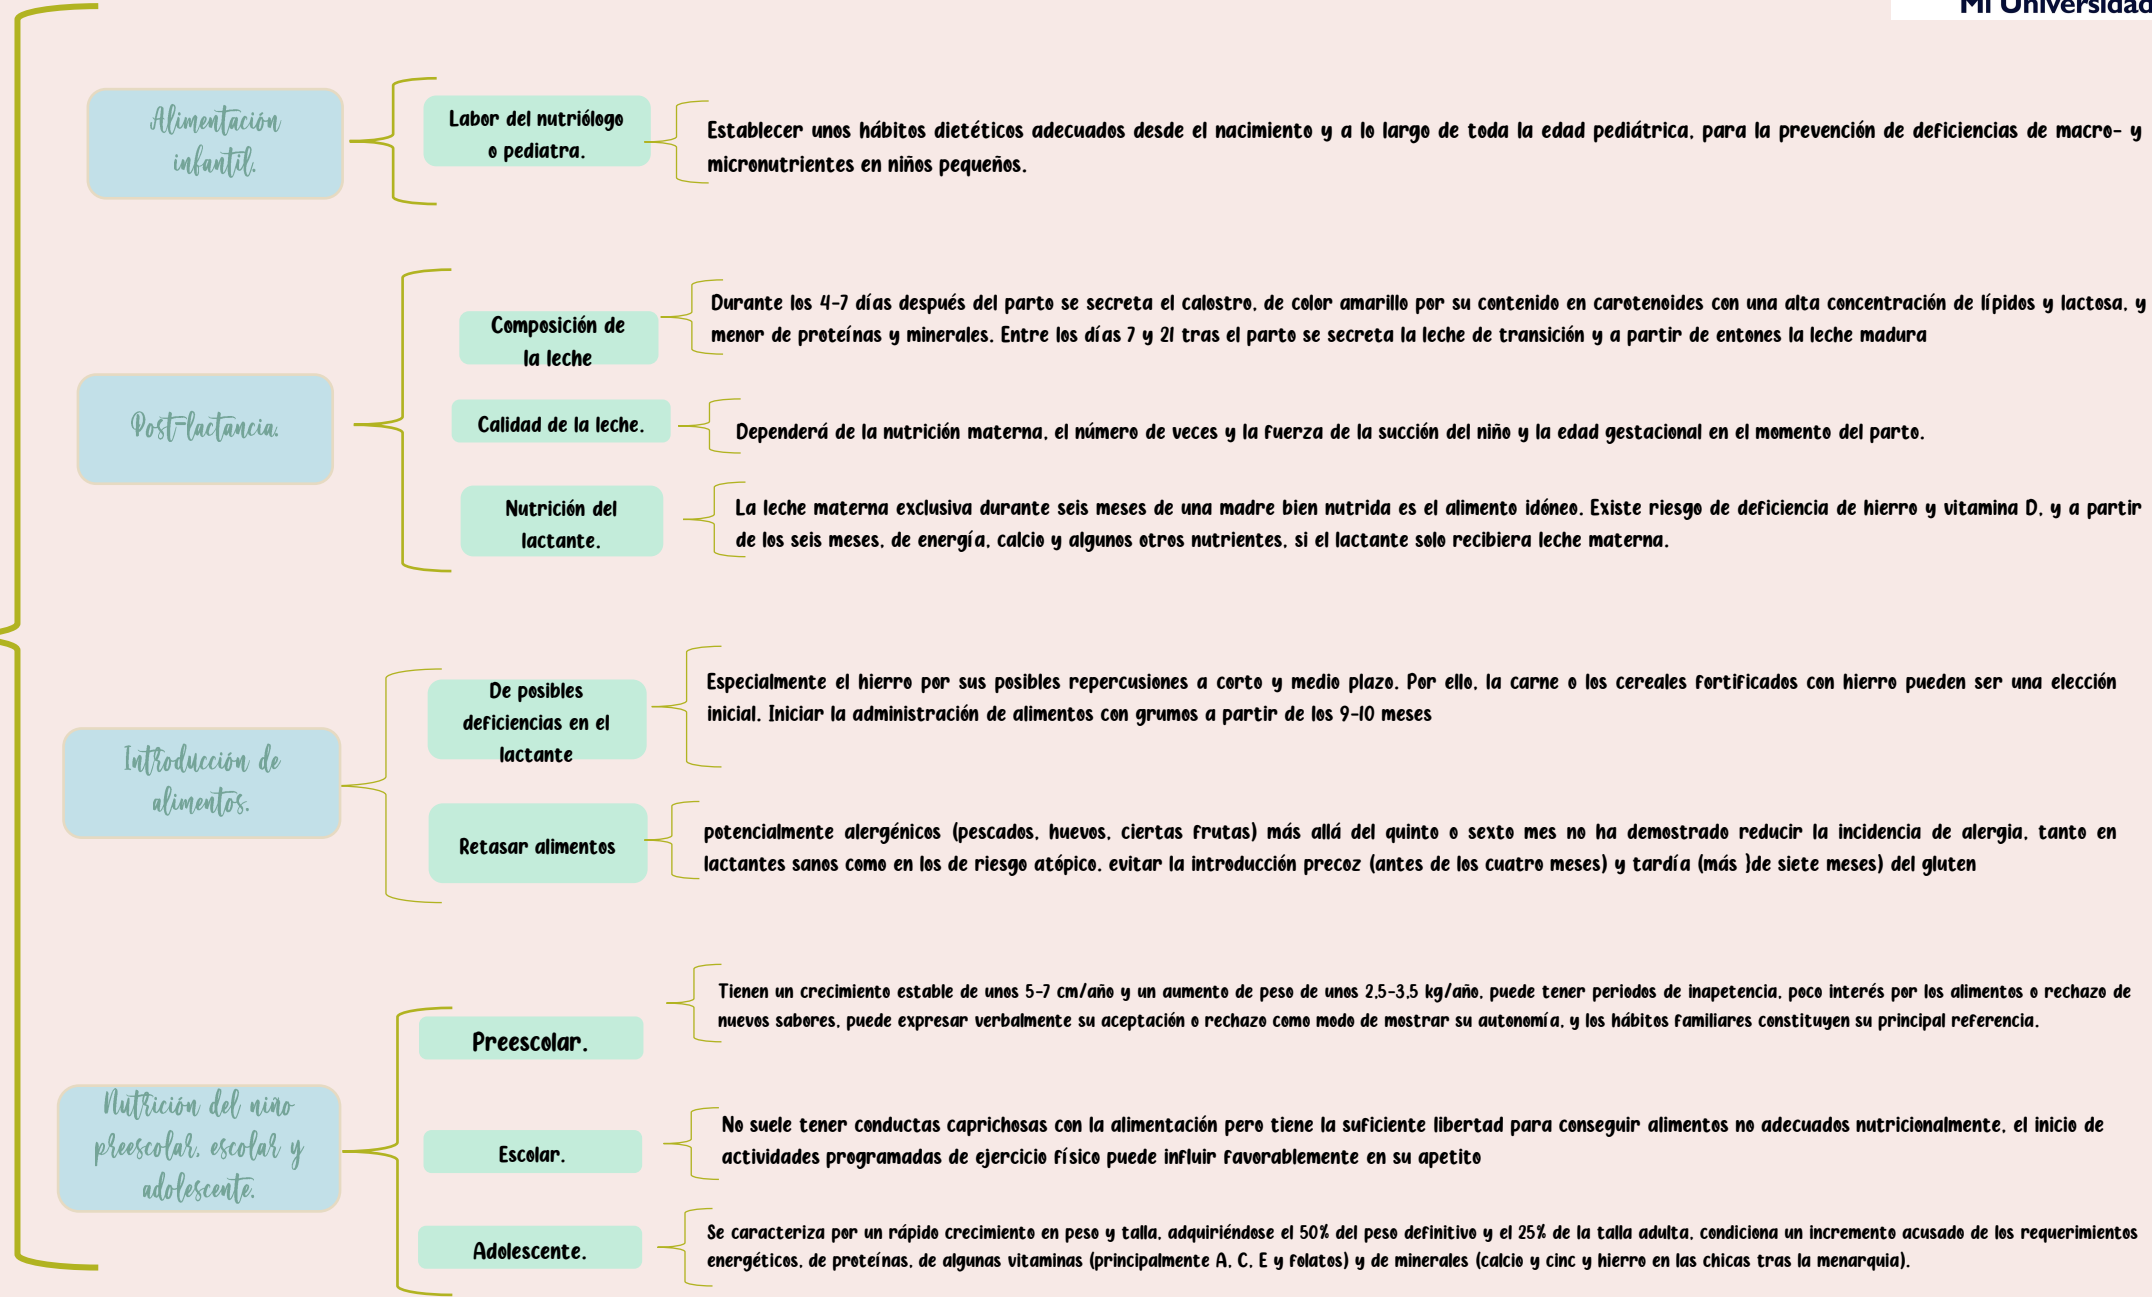 Mi Universidad
Alimentación
infantil.
Labor del nutriólogo
o pediatra.
Establecer unos hábitos dietéticos adecuados desde el nacimiento y a lo largo de toda la edad pediátrica, para la prevención de deficiencias de macro- y
micronutrientes en niños pequeños.
Post-lactancia.
Composición de
la leche
Durante los 4-7 días después del parto se secreta el calostro, de color amarillo por su contenido en carotenoides con una alta concentración de lípidos y lactosa, y
menor de proteínas y minerales. Entre los días 7 y 21 tras el parto se secreta la leche de transición y a partir de entones la leche madura
Calidad de la leche.
Dependerá de la nutrición materna, el número de veces y la fuerza de la succión del niño y la edad gestacional en el momento del parto.
Nutrición del
lactante.
La leche materna exclusiva durante seis meses de una madre bien nutrida es el alimento idóneo. Existe riesgo de deficiencia de hierro y vitamina D, y a partir
de los seis meses, de energía, calcio y algunos otros nutrientes, si el lactante solo recibiera leche materna.
Introducción de
alimentos.
De posibles
deficiencias en el
lactante
Especialmente el hierro por sus posibles repercusiones a corto y medio plazo. Por ello, la carne o los cereales fortificados con hierro pueden ser una elección
inicial. Iniciar la administración de alimentos con grumos a partir de los 9-10 meses
Retasar alimentos
potencialmente alergénicos (pescados, huevos, ciertas frutas) más allá del quinto o sexto mes no ha demostrado reducir la incidencia de alergia, tanto en
lactantes sanos como en los de riesgo atópico. evitar la introducción precoz (antes de los cuatro meses) y tardía (más }de siete meses) del gluten
Nutrición del niño
preescolar, escolar y
adolescente.
Preescolar.
Tienen un crecimiento estable de unos 5-7 cm/año y un aumento de peso de unos 2,5-3,5 kg/año, puede tener periodos de inapetencia, poco interés por los alimentos o rechazo de
nuevos sabores, puede expresar verbalmente su aceptación o rechazo como modo de mostrar su autonomía, y los hábitos familiares constituyen su principal referencia.
Escolar.
No suele tener conductas caprichosas con la alimentación pero tiene la suficiente libertad para conseguir alimentos no adecuados nutricionalmente, el inicio de
actividades programadas de ejercicio físico puede influir favorablemente en su apetito
Adolescente.
Se caracteriza por un rápido crecimiento en peso y talla, adquiriéndose el 50% del peso definitivo y el 25% de la talla adulta, condiciona un incremento acusado de los requerimientos
energéticos, de proteínas, de algunas vitaminas (principalmente A, C, E y folatos) y de minerales (calcio y cinc y hierro en las chicas tras la menarquia).